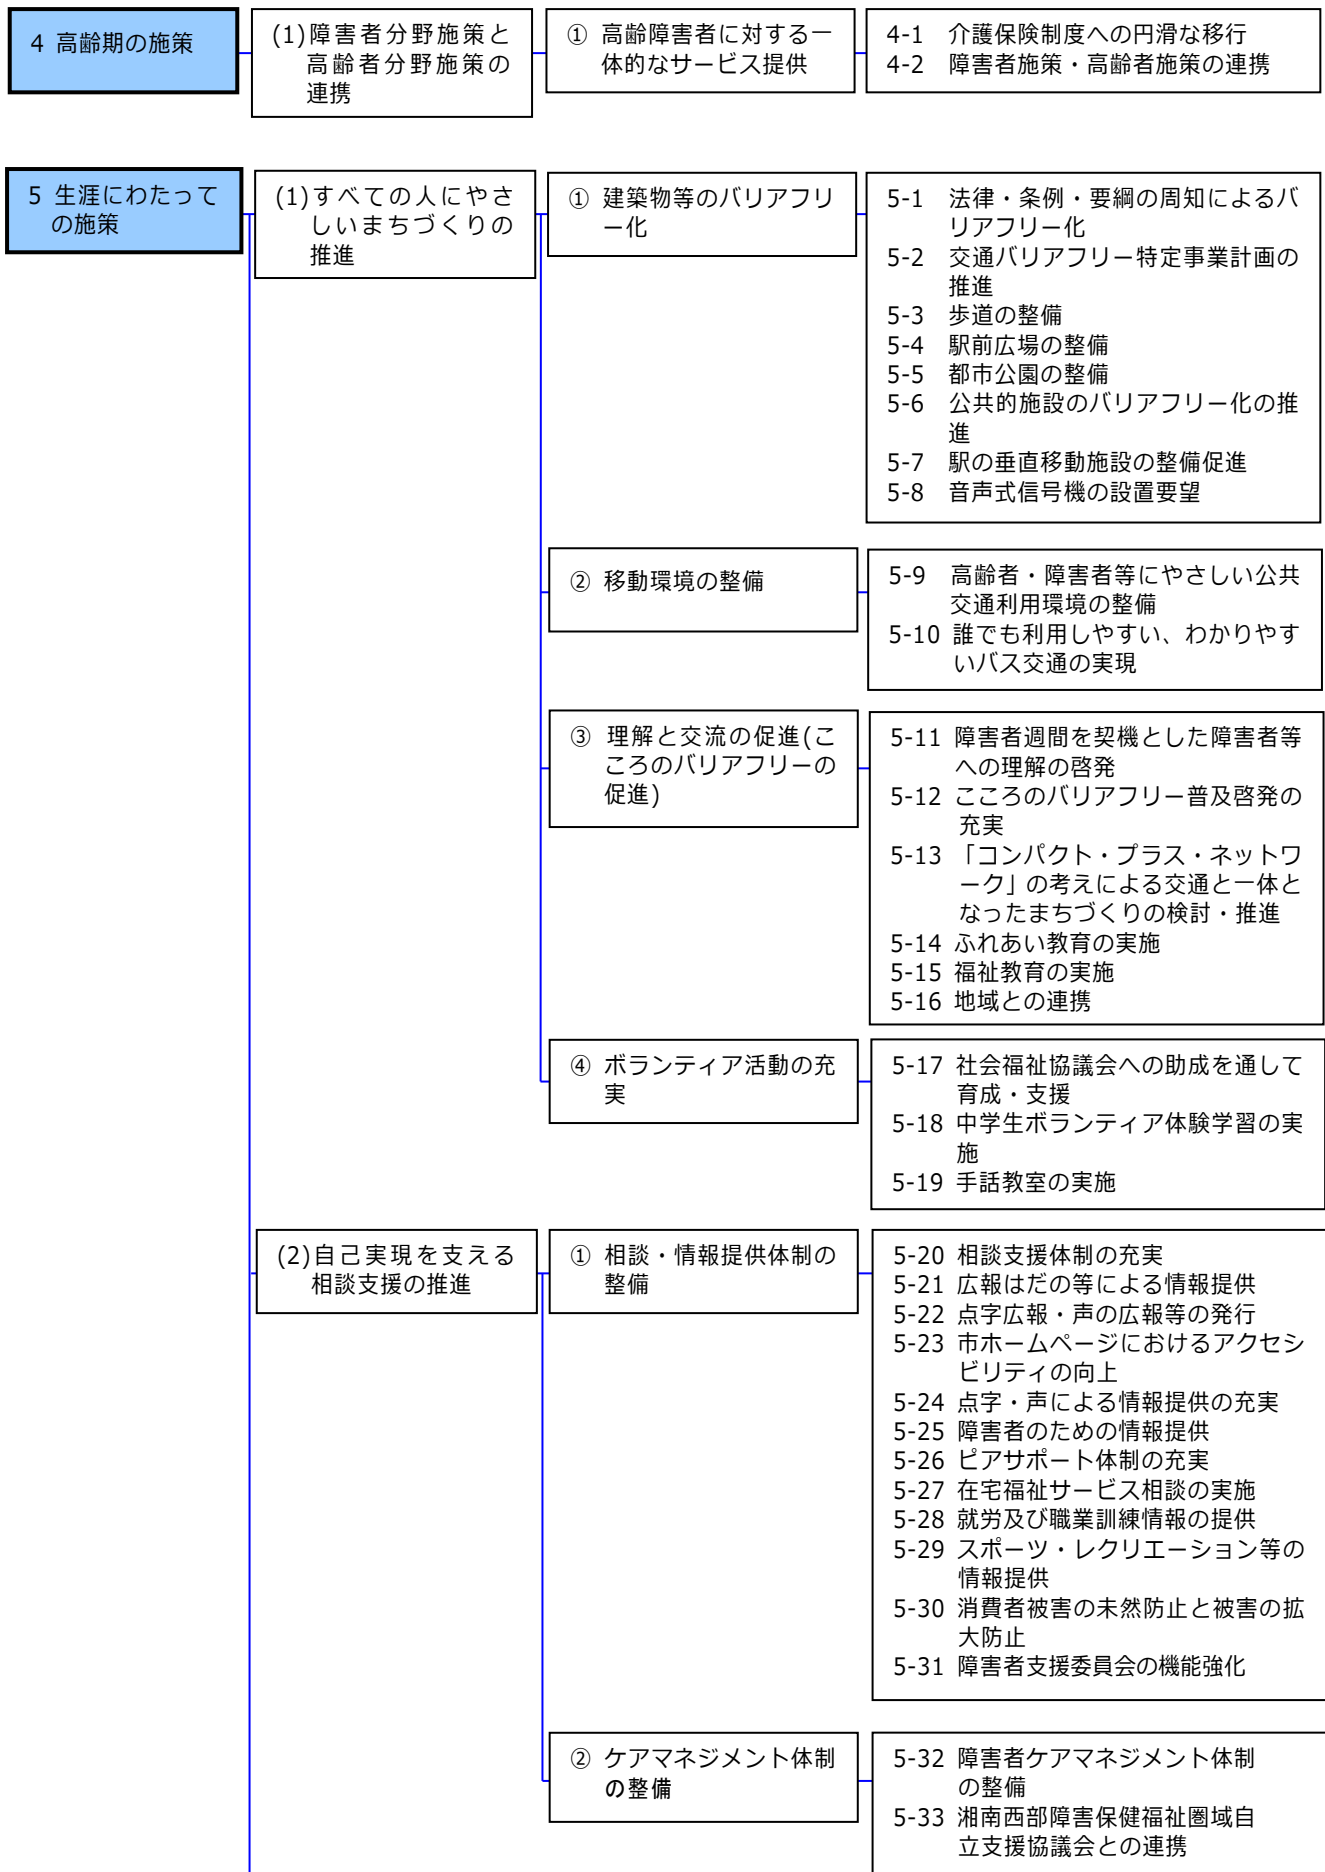 4 高齢期の施策
(1)障害者分野施策と
高齢者分野施策の
連携
① 高齢障害者に対する一
体的なサービス提供
4-1 介護保険制度への円滑な移行
4-2 障害者施策・高齢者施策の連携
5 生涯にわたって
の施策
(1)すべての人にやさ
しいまちづくりの
推進
① 建築物等のバリアフリ
ー化
5-1 法律・条例・要綱の周知によるバ
リアフリー化
5-2 交通バリアフリー特定事業計画の
推進
5-3 歩道の整備
5-4 駅前広場の整備
5-5 都市公園の整備
5-6 公共的施設のバリアフリー化の推
進
5-7 駅の垂直移動施設の整備促進
5-8 音声式信号機の設置要望
② 移動環境の整備
5-9 高齢者・障害者等にやさしい公共
交通利用環境の整備
5-10 誰でも利用しやすい、わかりやす
いバス交通の実現
③ 理解と交流の促進(こ
ころのバリアフリーの
促進)
5-11 障害者週間を契機とした障害者等
への理解の啓発
5-12 こころのバリアフリー普及啓発の
充実
5-13 「コンパクト・プラス・ネットワ
ーク」の考えによる交通と一体と
なったまちづくりの検討・推進
5-14 ふれあい教育の実施
5-15 福祉教育の実施
5-16 地域との連携
④ ボランティア活動の充
実
5-17 社会福祉協議会への助成を通して
育成・支援
5-18 中学生ボランティア体験学習の実
施
5-19 手話教室の実施
(2)自己実現を支える
相談支援の推進
① 相談・情報提供体制の
整備
5-20 相談支援体制の充実
5-21 広報はだの等による情報提供
5-22 点字広報・声の広報等の発行
5-23 市ホームページにおけるアクセシ
ビリティの向上
5-24 点字・声による情報提供の充実
5-25 障害者のための情報提供
5-26 ピアサポート体制の充実
5-27 在宅福祉サービス相談の実施
5-28 就労及び職業訓練情報の提供
5-29 スポーツ・レクリエーション等の
情報提供
5-30 消費者被害の未然防止と被害の拡
大防止
5-31 障害者支援委員会の機能強化
② ケアマネジメント体制
の整備
5-32 障害者ケアマネジメント体制
の整備
5-33 湘南西部障害保健福祉圏域自
立支援協議会との連携